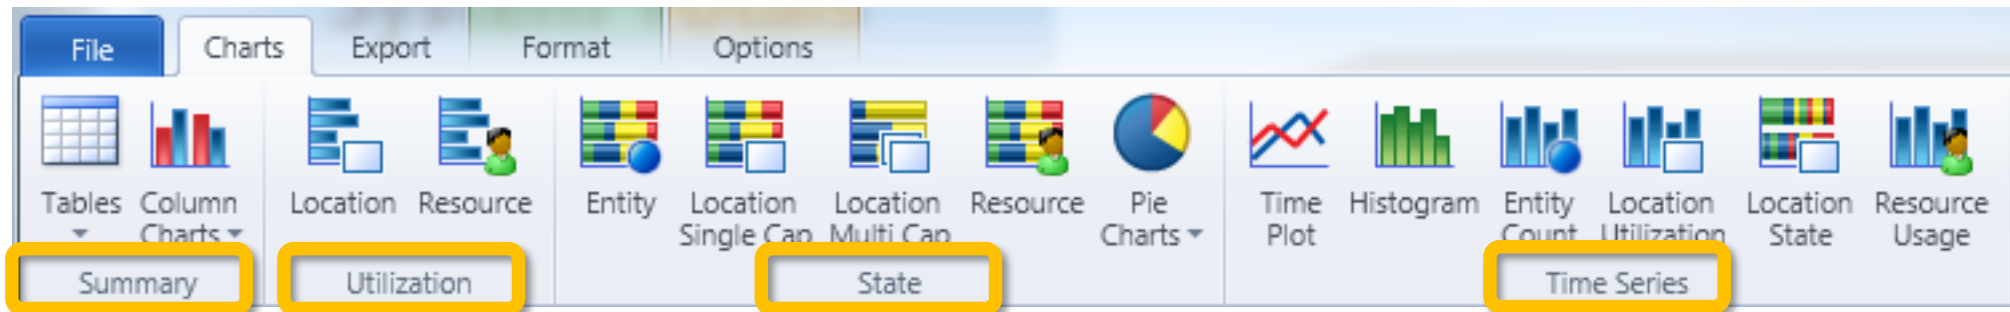 File Charts Export Format Options
Tables Column Charts Location Resource Entity Location Single Cap Location Multi Cap Resource Pie Charts Time Plot Histogram Entity Count Location Utilization Location State Resource Usage
Summary Utilization State Time Series